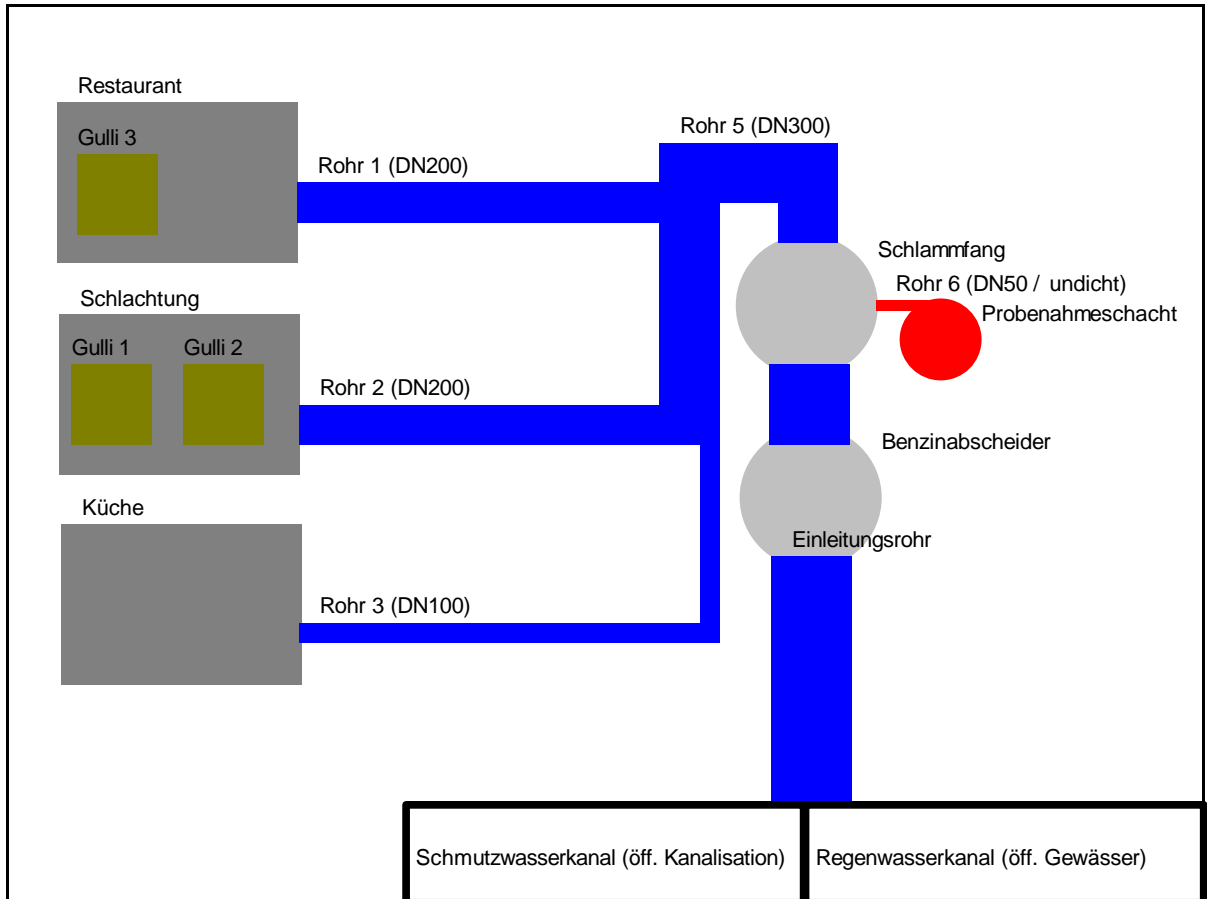 Restaurant
Gulli 3
Rohr 1 (DN200)
Rohr 5 (DN300)
Schlammfang
Rohr 6 (DN50 / undicht)
Probenahmeschacht
Schlachtung
Gulli 1
Gulli 2
Rohr 2 (DN200)
Benzinabscheider
Küche
Einleitungsrohr
Rohr 3 (DN100)
Schmutzwasserkanal (öff. Kanalisation)
Regenwasserkanal (öff. Gewässer)